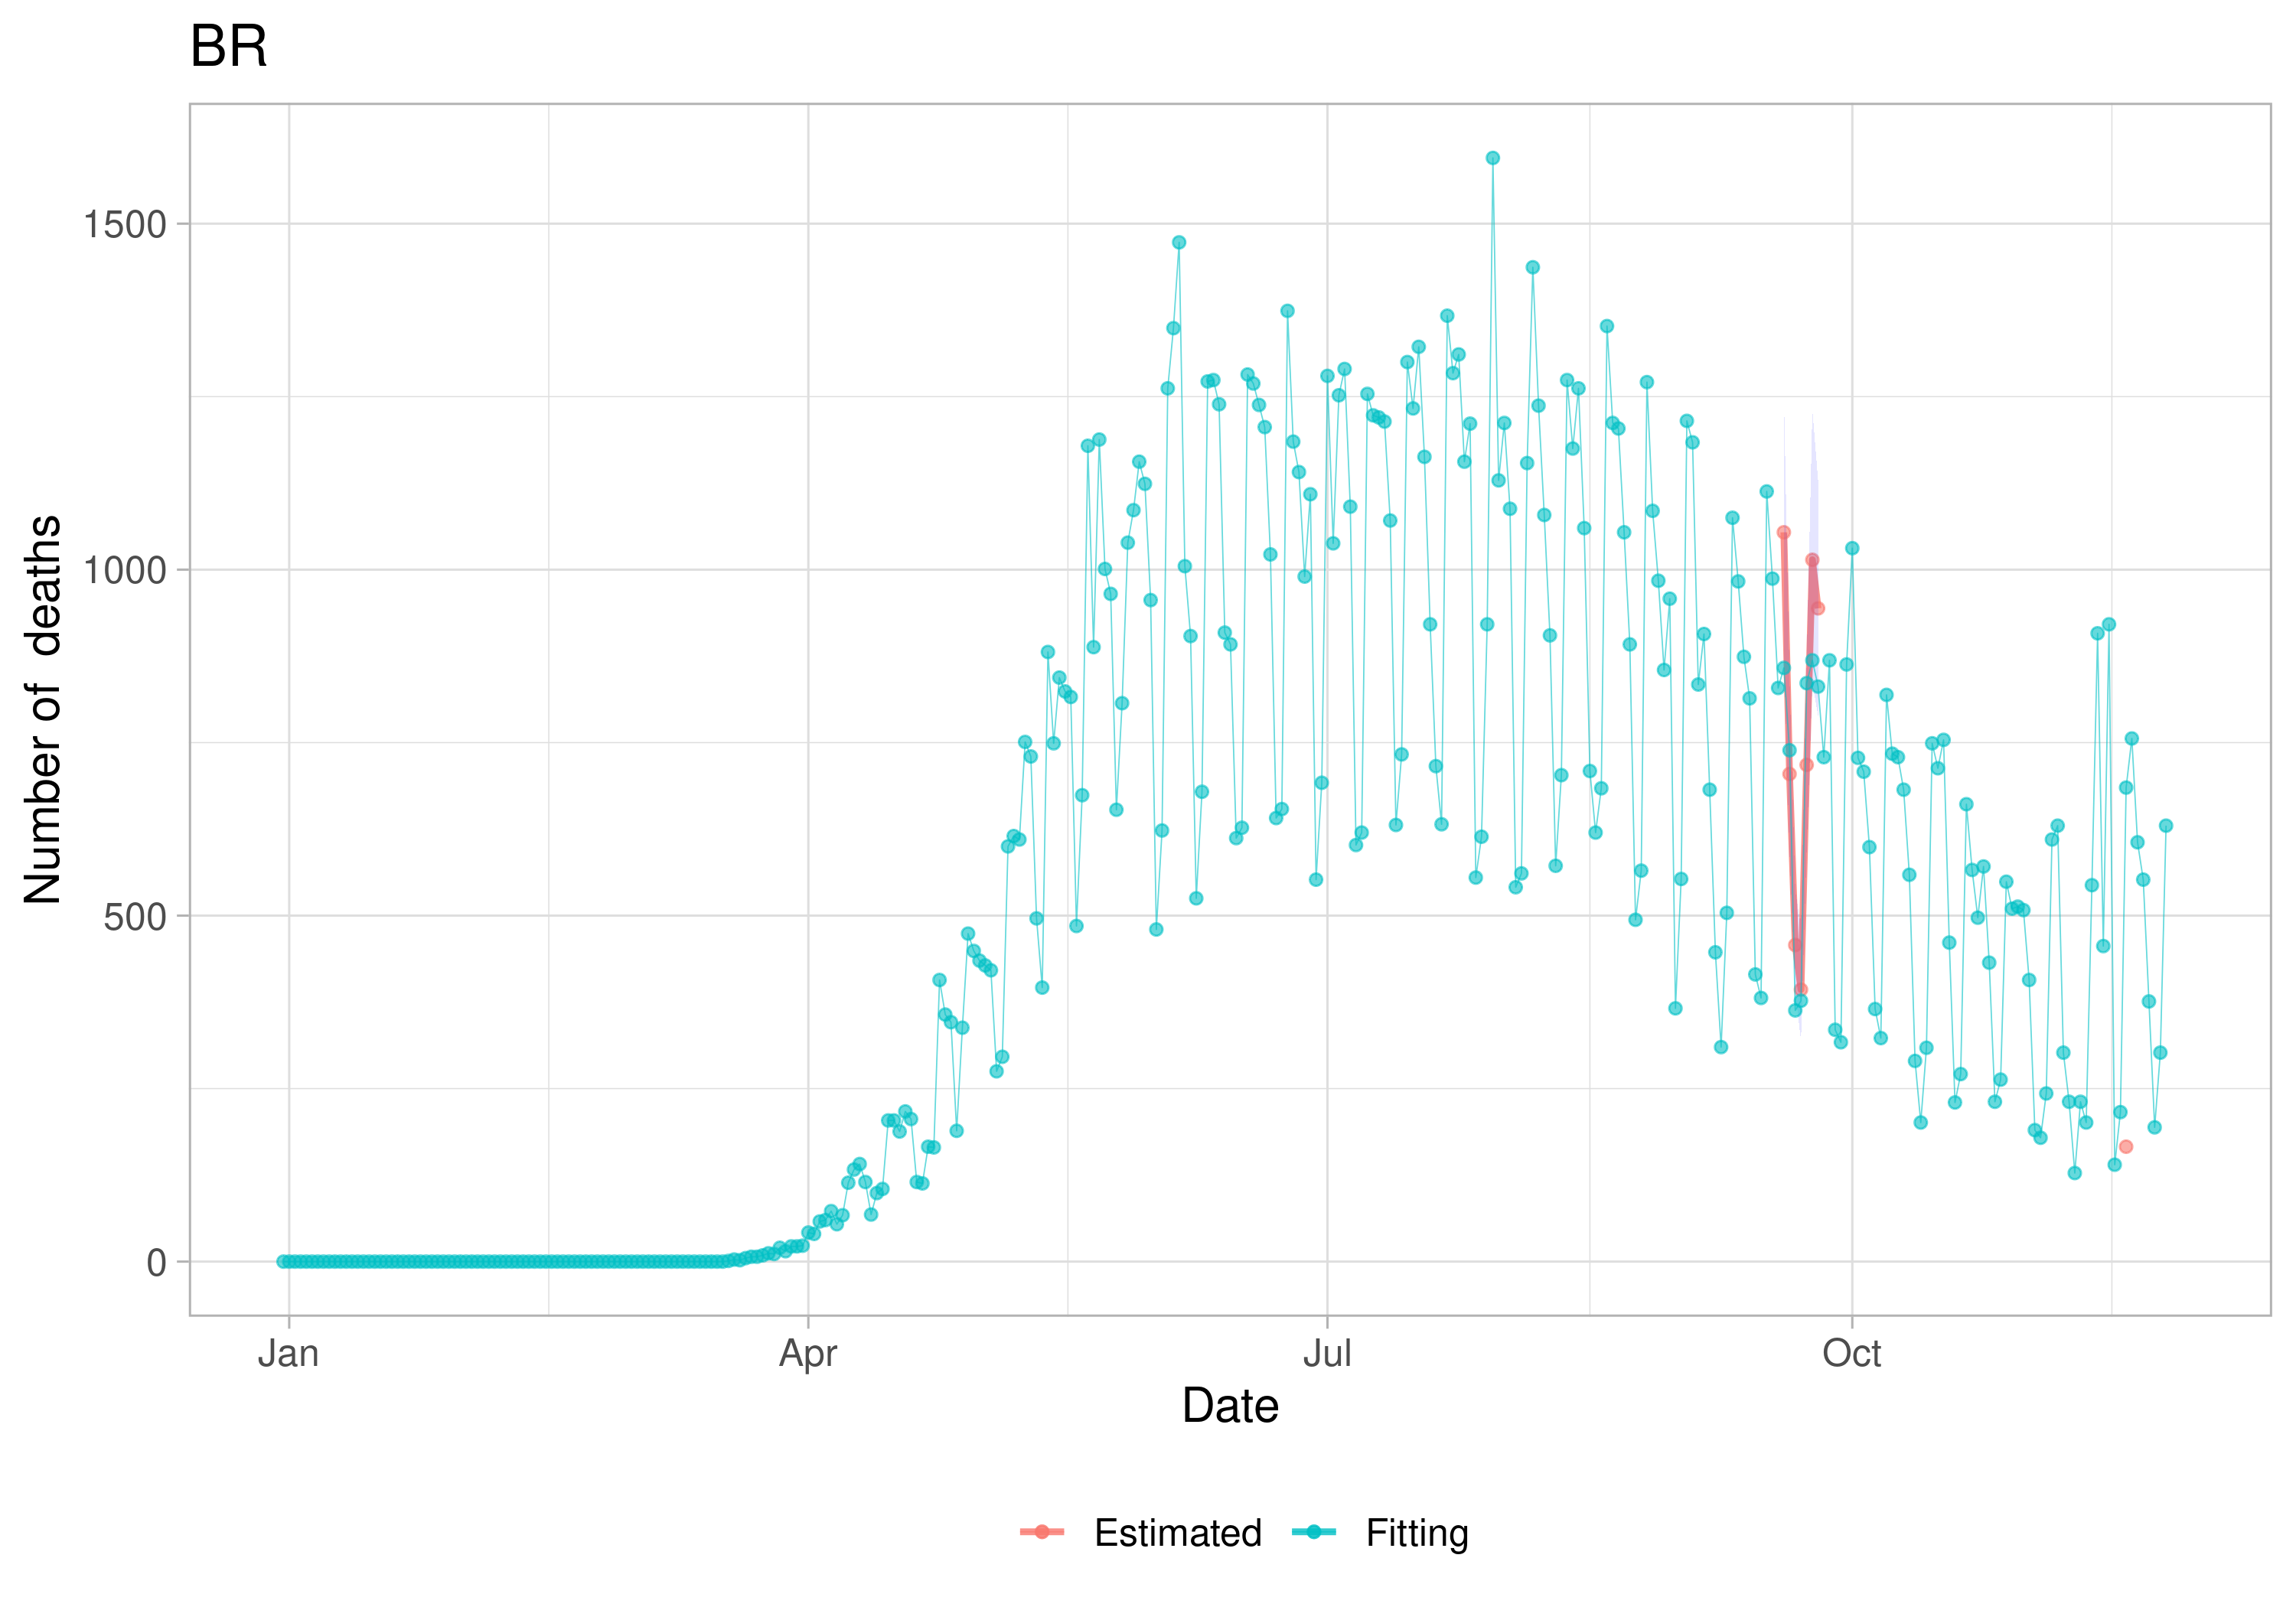 BR
1500
1000
500
0
Number of deaths
Jan Apr Jul Oct
Date
Estimated Fitting